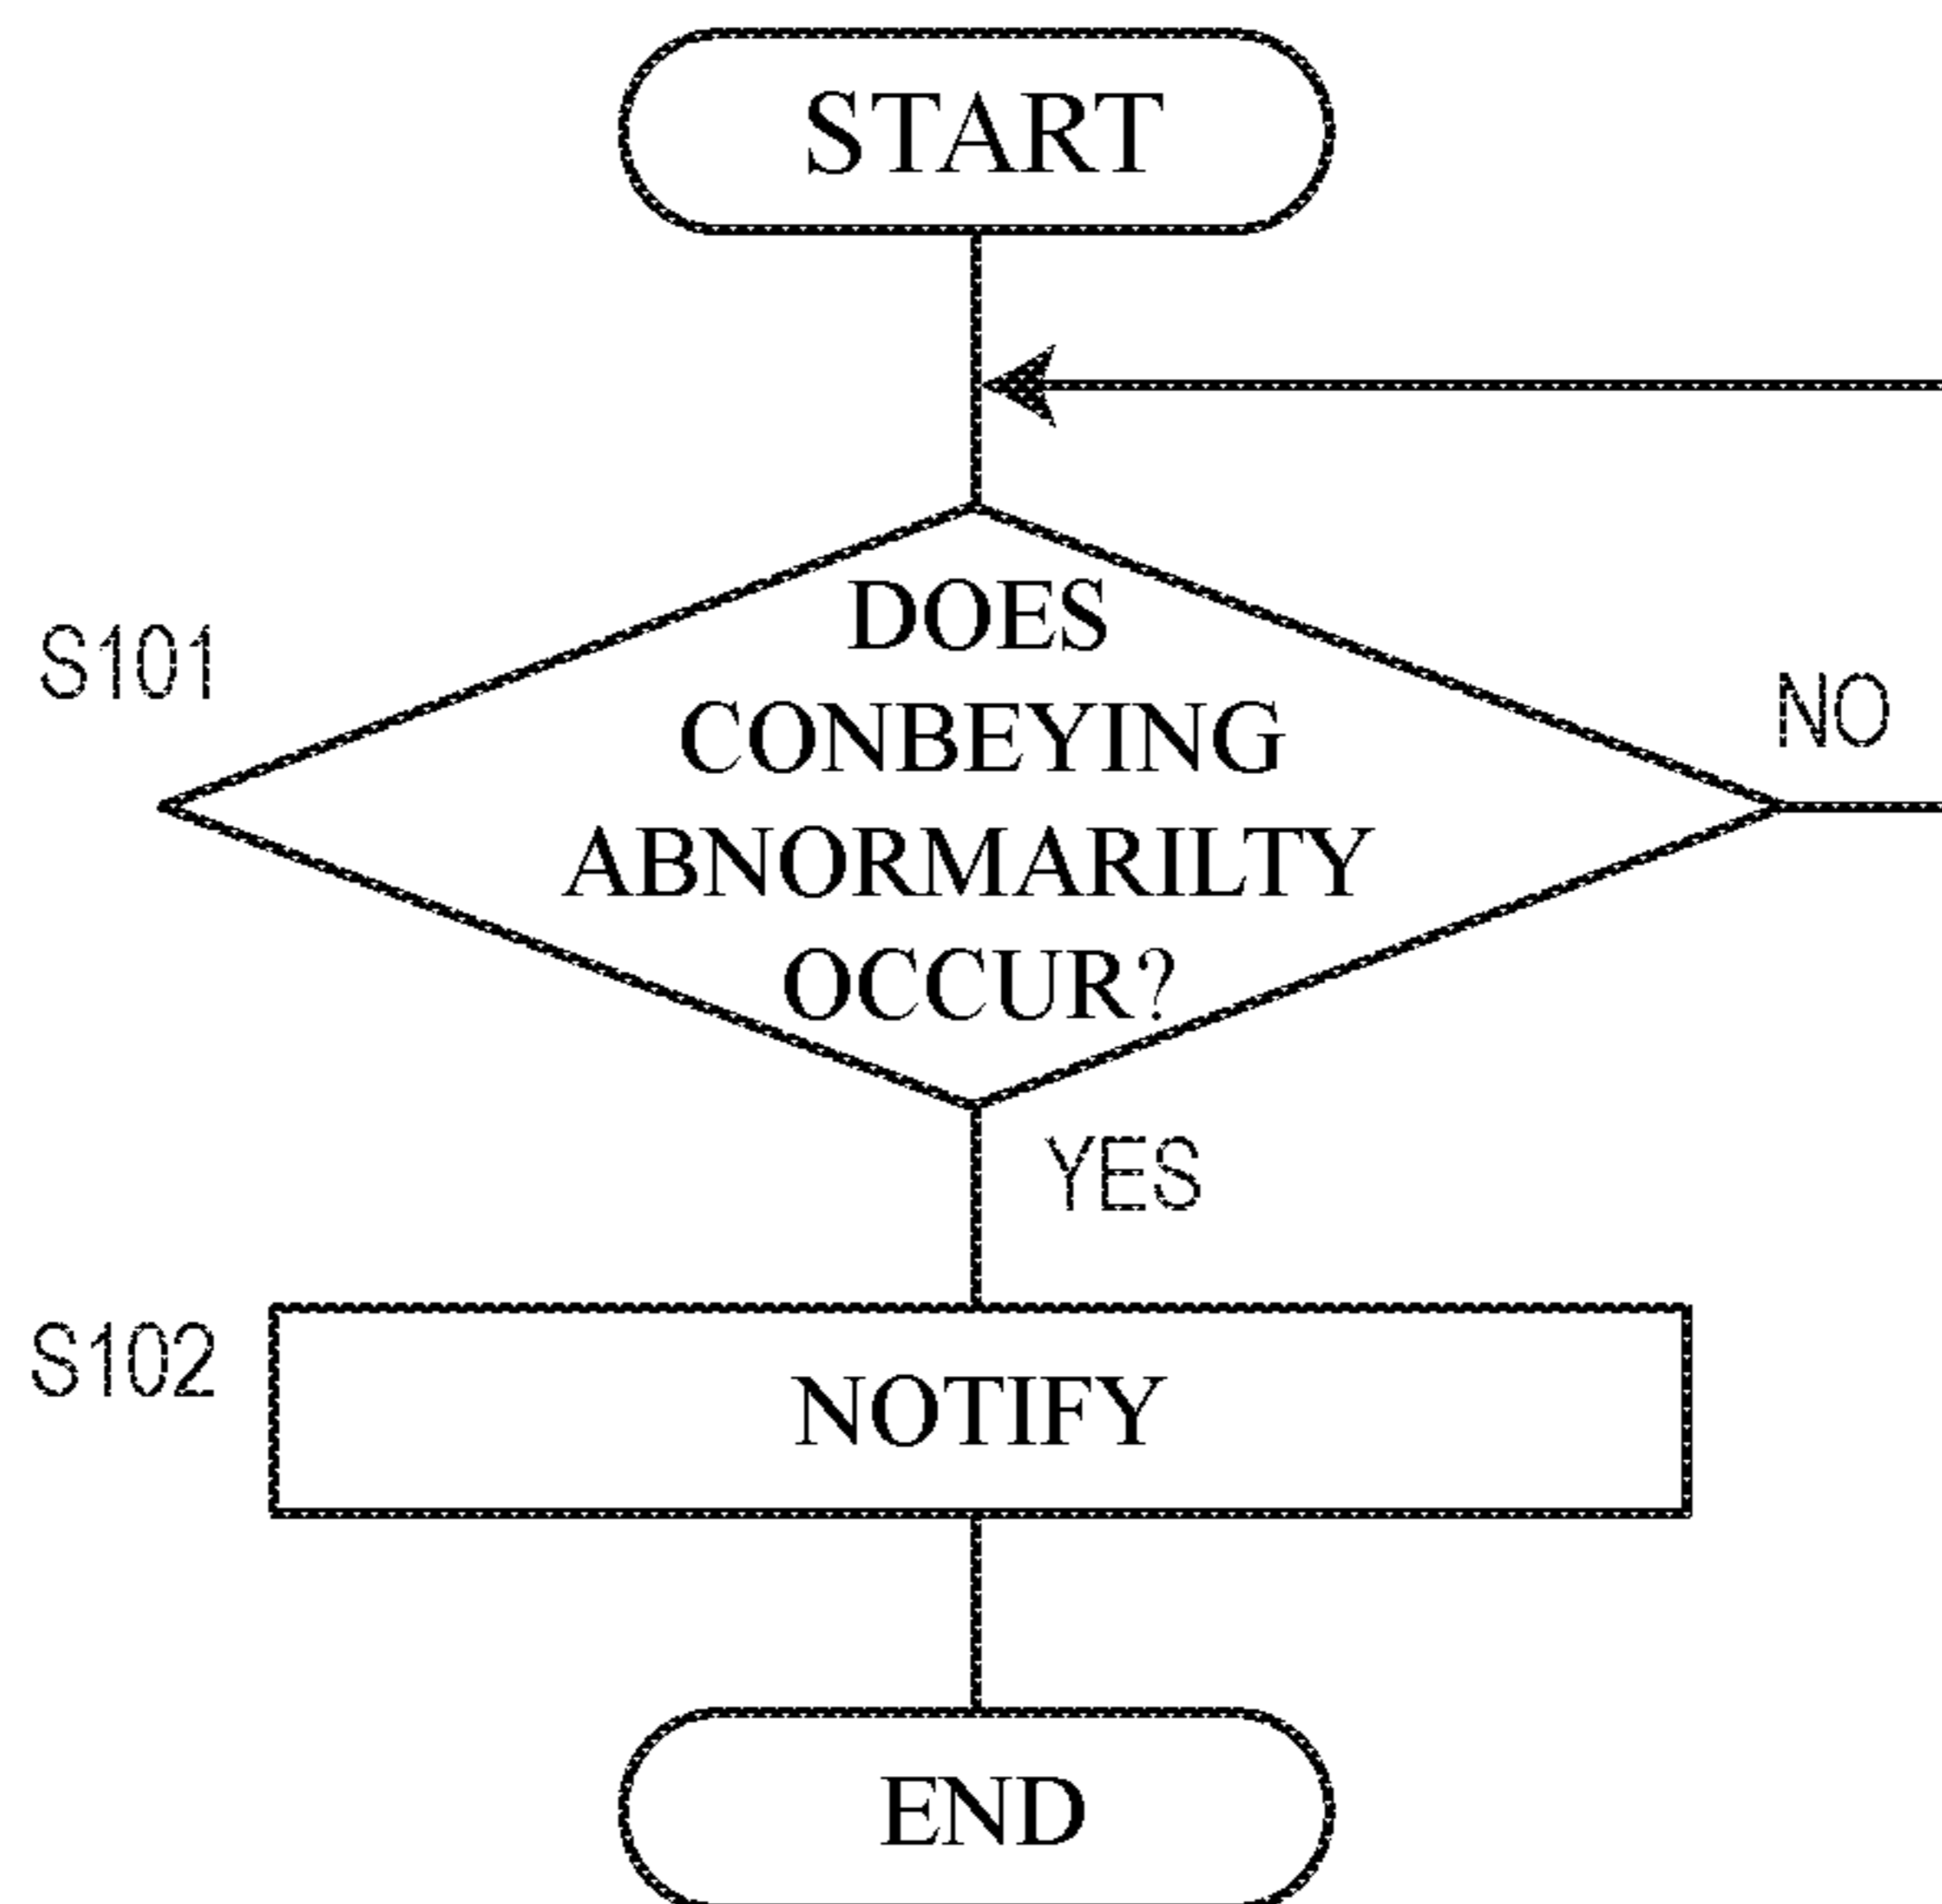 START
S101
DOES
CONBEYING
ABNORMARILTY
OCCUR?
NO
YES
S102
NOTIFY
END